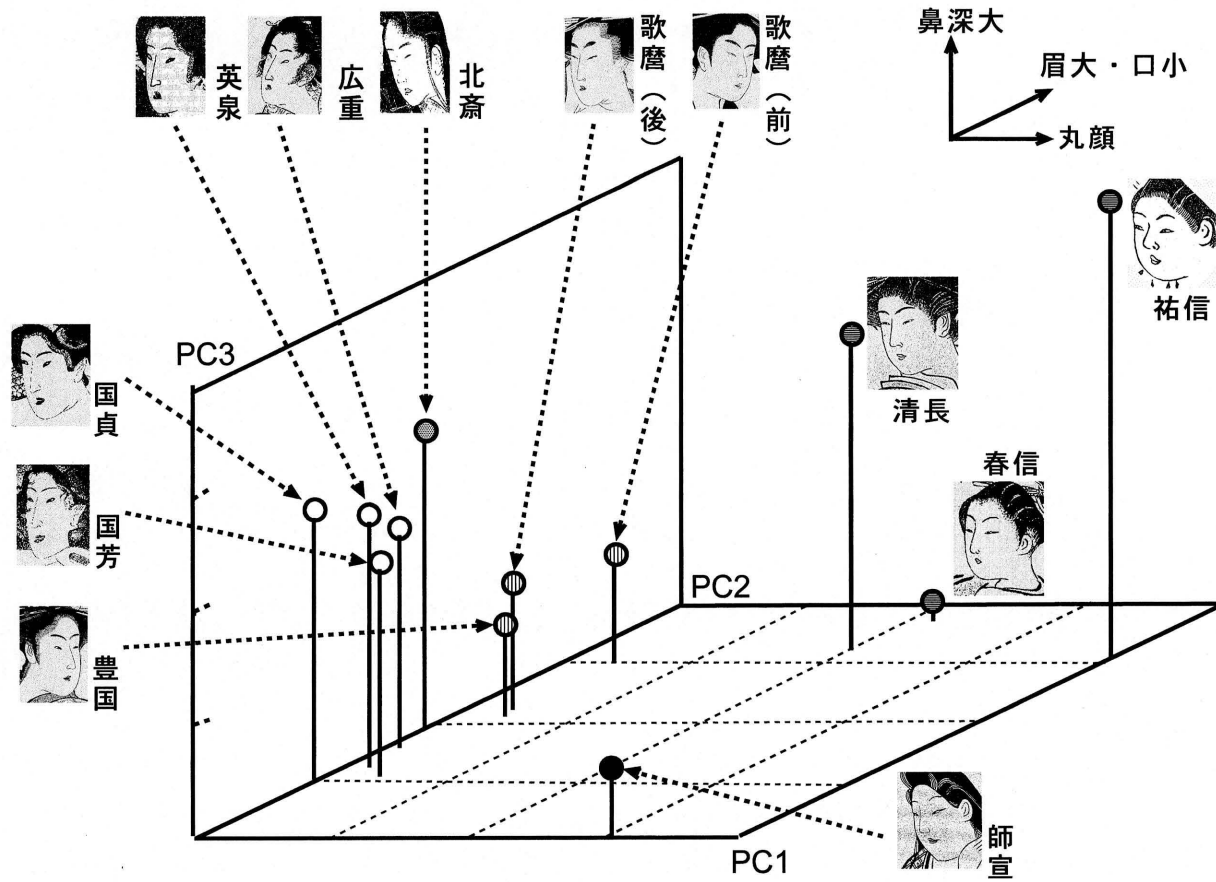 英泉
広重
北斎
歌麿（後）
歌麿（前）
鼻深大
眉大・口小
丸顔
祐信
清長
春信
PC3
国貞
国芳
豊国
PC2
PC1
師宣